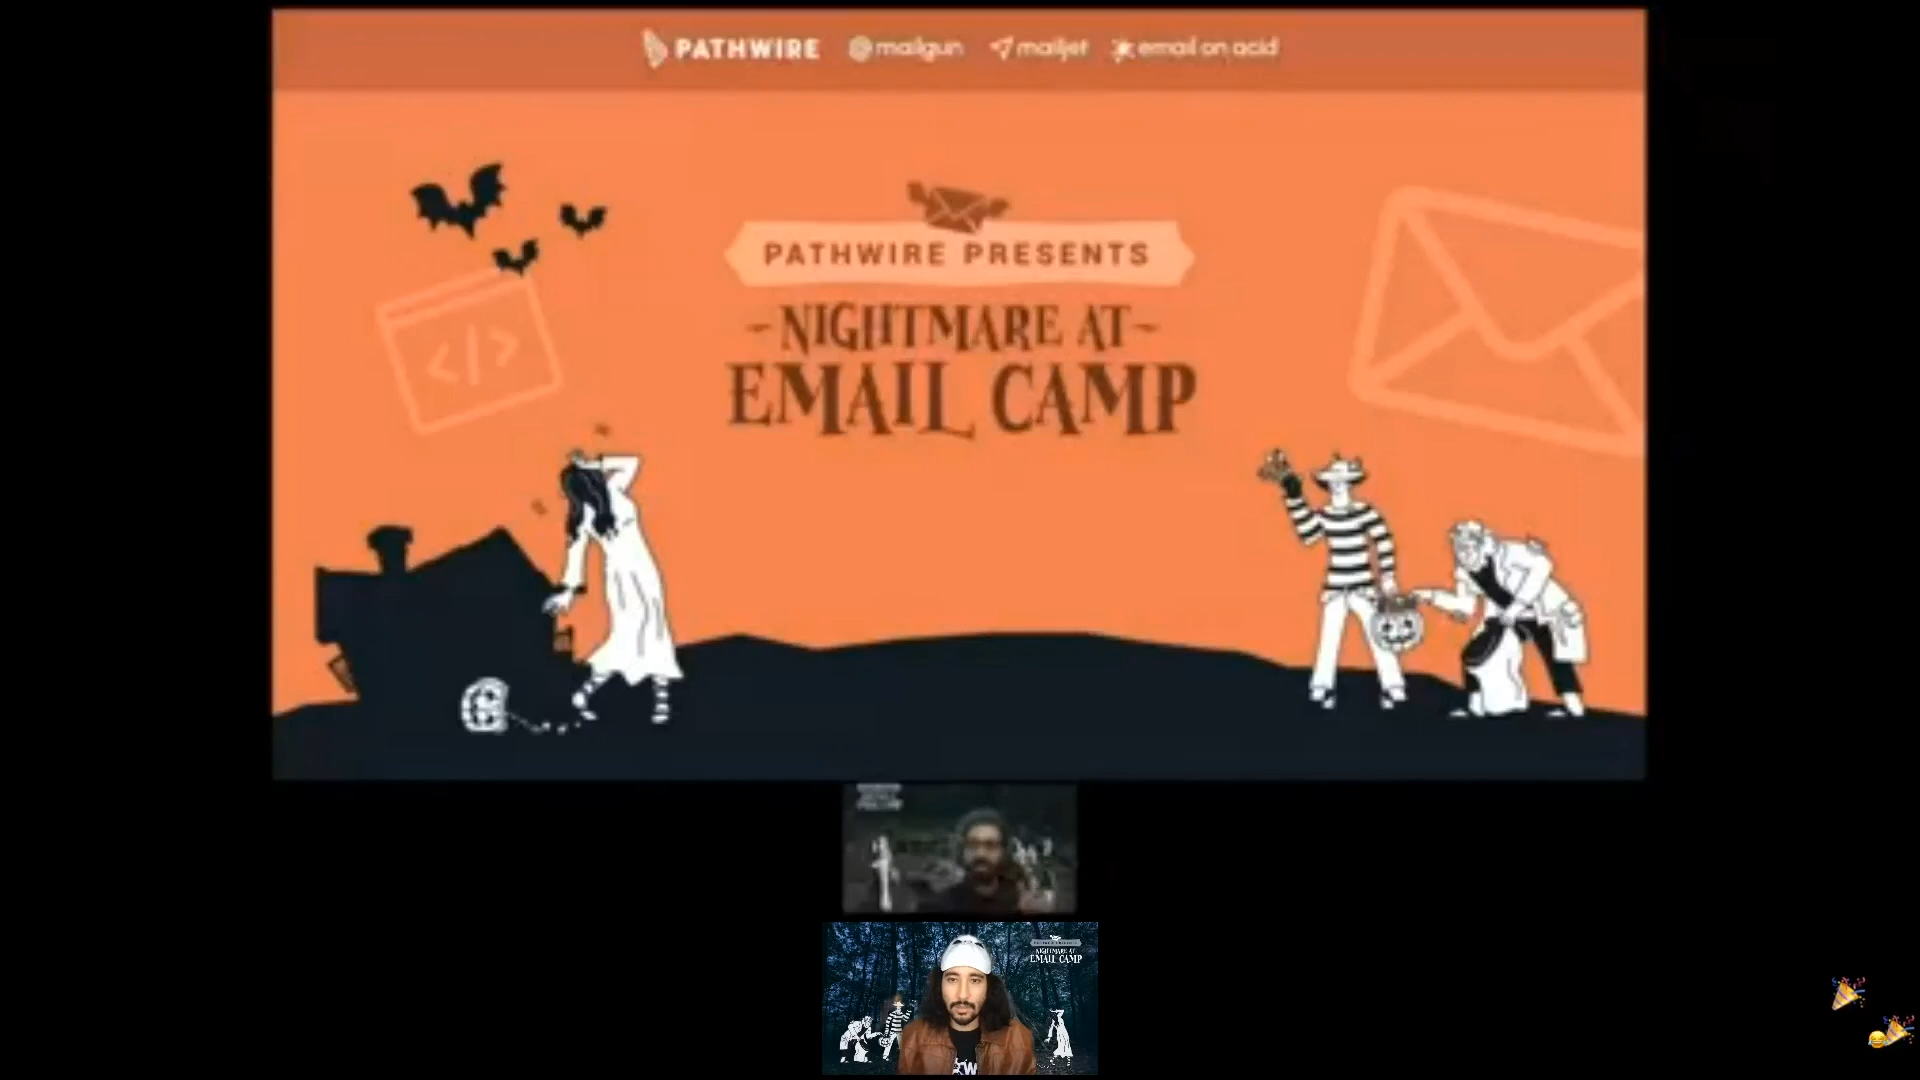 PATHWIRE mailgun mailjet email on acid
PATHWIRE PRESENTS
-NIGHTMARE AT-
EMAIL CAMP
</>
NIGHTMARE AT
EMAIL CAMP